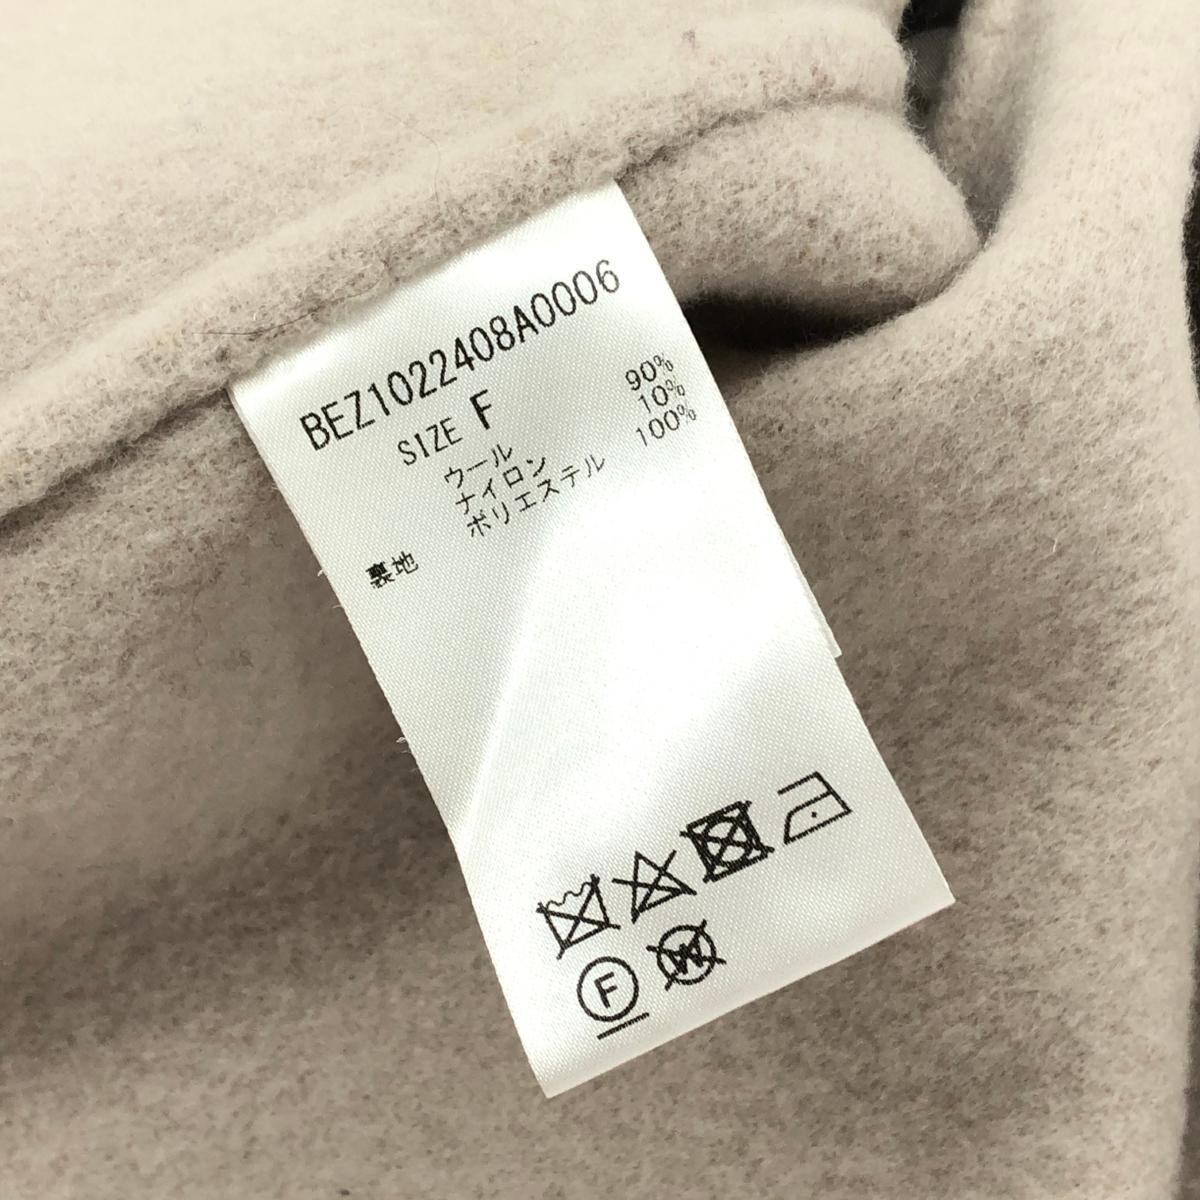 BEZ1022408A0006
SIZE F
ウール 90%
ナイロン 10%
裏地 ポリエステル 100%
F W